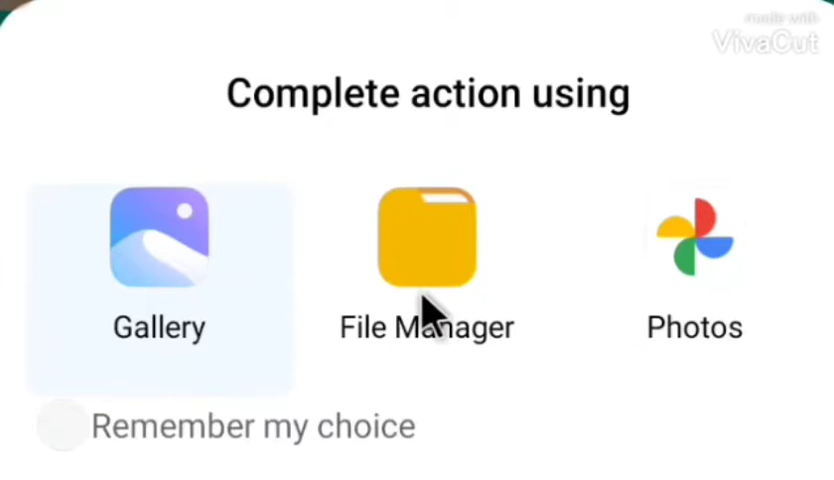 made with
VivaCut
Complete action using
Gallery
File Manager
Photos
Remember my choice